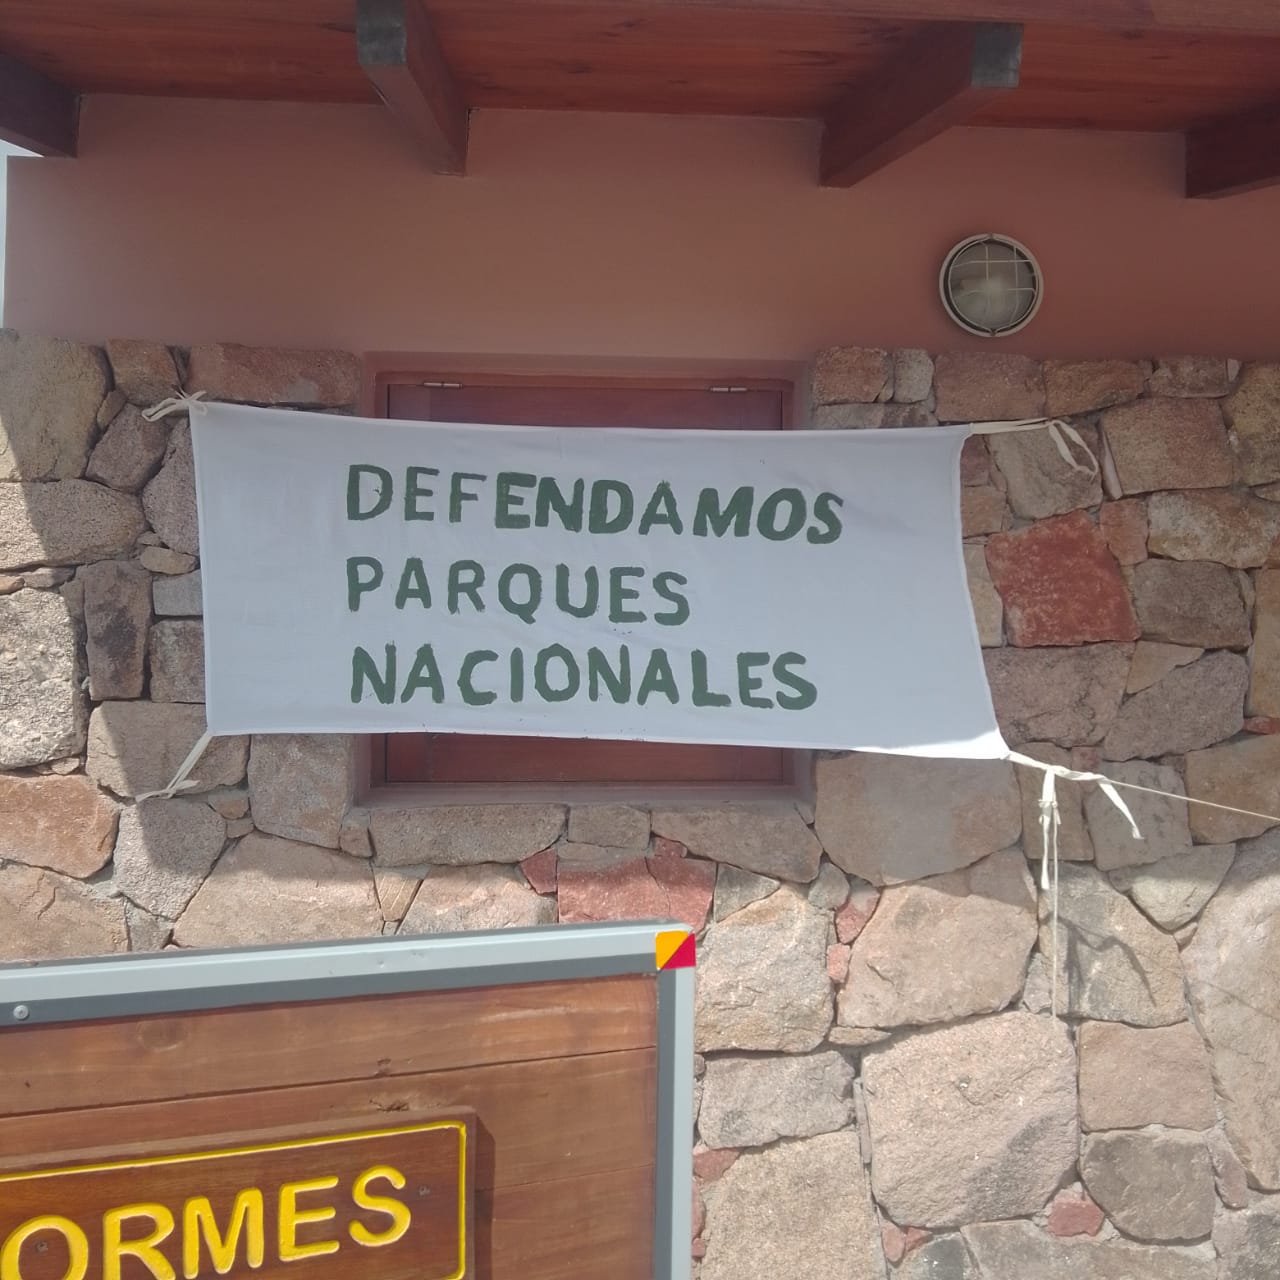 DEFENDAMOS
PARQUES
NACIONALES
ORMES